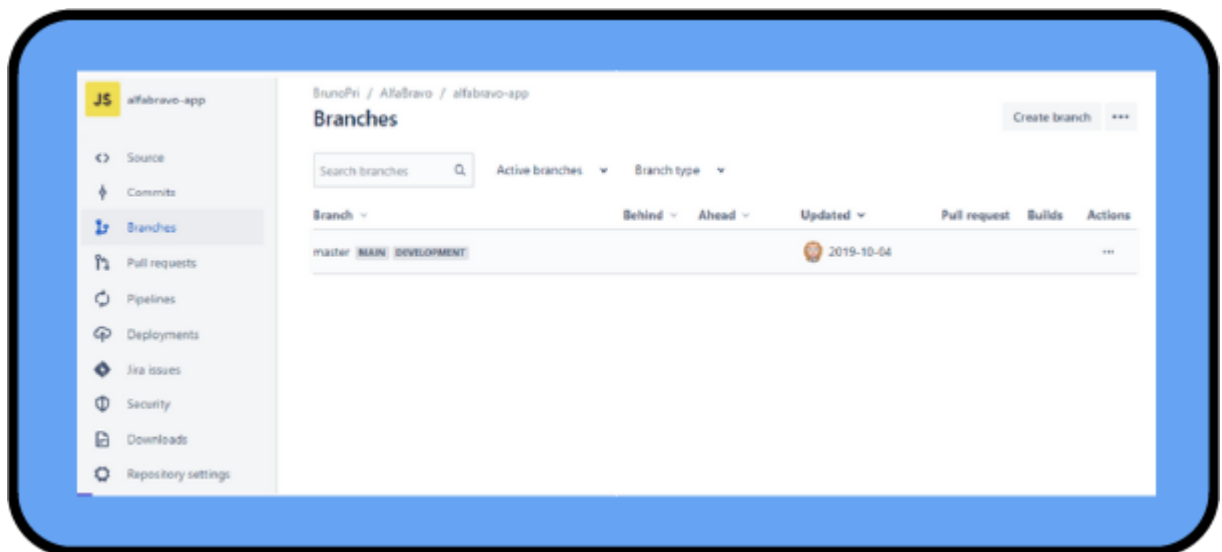 JS alfabravo-app
Source
Commits
Branches
Pull requests
Pipelines
Deployments
Jira issues
Security
Downloads
Repository settings
BrunoPri / AlfaBravo / alfabravo-app
Branches
Create branch
Search branches Active branches Branch type
Branch Behind Ahead Updated Pull request Builds Actions
master MAIN DEVELOPMENT 2019-10-04